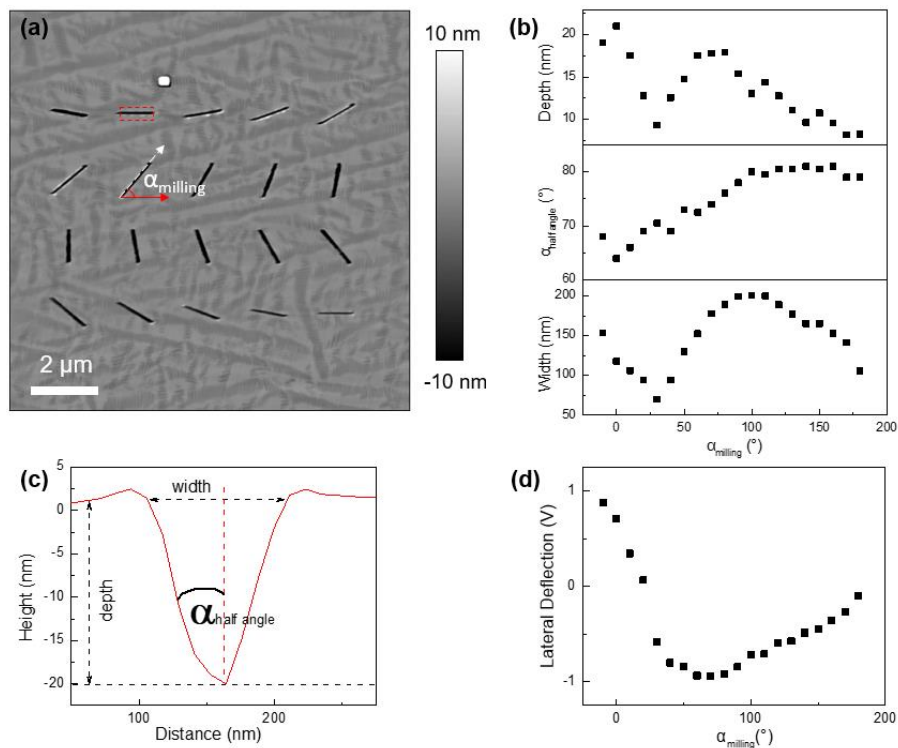 (a)
10 nm
-10 nm
αmilling
2 µm
(b)
Depth (nm)
20
15
10
αhalf angle (°)
80
70
60
Width (nm)
200
150
100
50
0
50
100
150
200
αmilling (°)
(c)
Height (nm)
5
0
-5
-10
-15
-20
width
depth
αhalf angle
100
200
Distance (nm)
(d)
Lateral Deflection (V)
1
0
-1
0
50
100
150
200
αmilling(°)